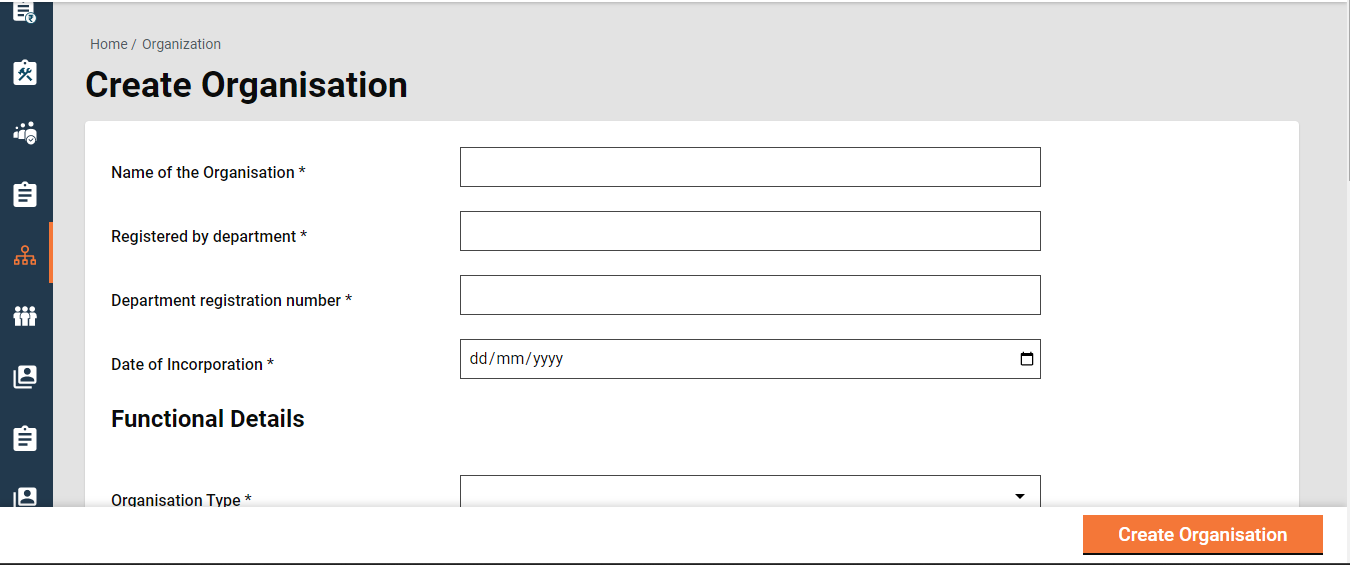 Home / Organization
Create Organisation
Name of the Organisation *
Registered by department *
Department registration number *
Date of Incorporation *
dd/mm/yyyy
Functional Details
Organisation Type *
Create Organisation